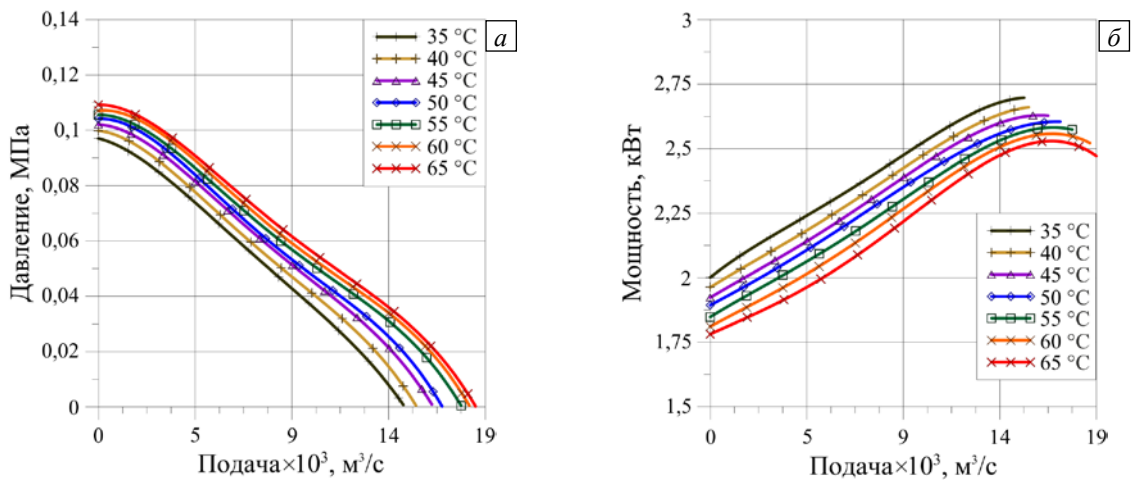 0,14
0,12
0,1
0,08
0,06
0,04
0,02
0
Давление, МПа
0 5 9 14 19
Подача×10³, м³/с
35 °C
40 °C
45 °C
50 °C
55 °C
60 °C
65 °C
а
3
2,75
2,5
2,25
2
1,75
1,5
Мощность, кВт
0 5 9 14 19
Подача×10³, м³/с
35 °C
40 °C
45 °C
50 °C
55 °C
60 °C
65 °C
б